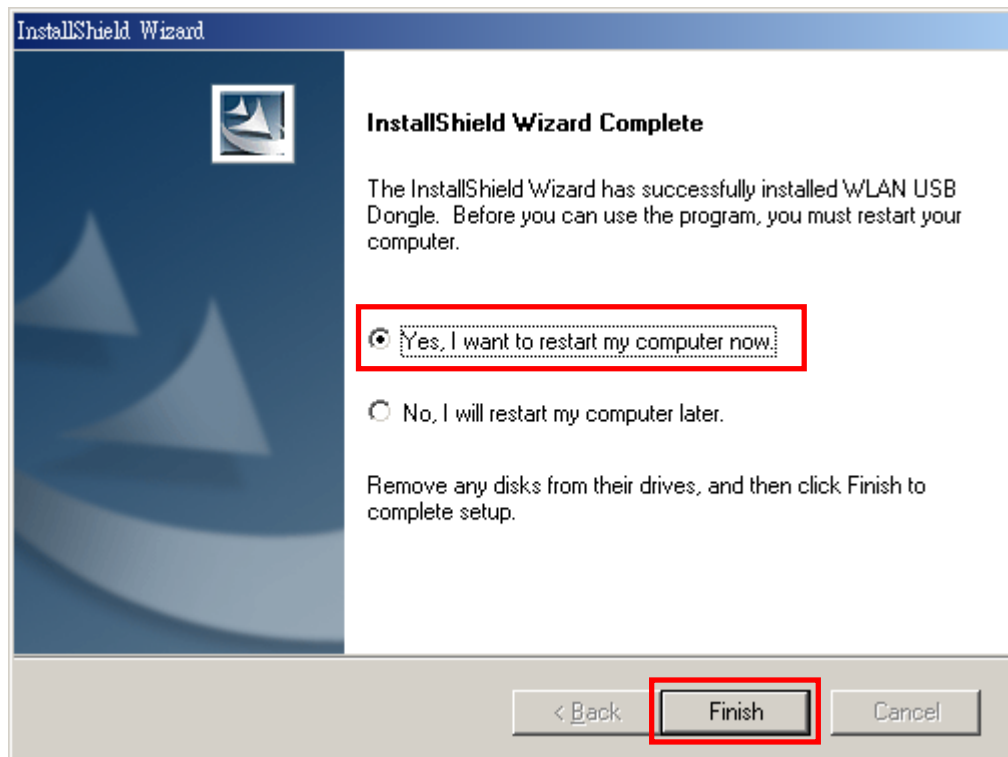 InstallShield Wizard
InstallShield Wizard Complete
The InstallShield Wizard has successfully installed WLAN USB
Dongle. Before you can use the program, you must restart your
computer.
Yes, I want to restart my computer now.
No, I will restart my computer later.
Remove any disks from their drives, and then click Finish to
complete setup.
< Back Finish Cancel